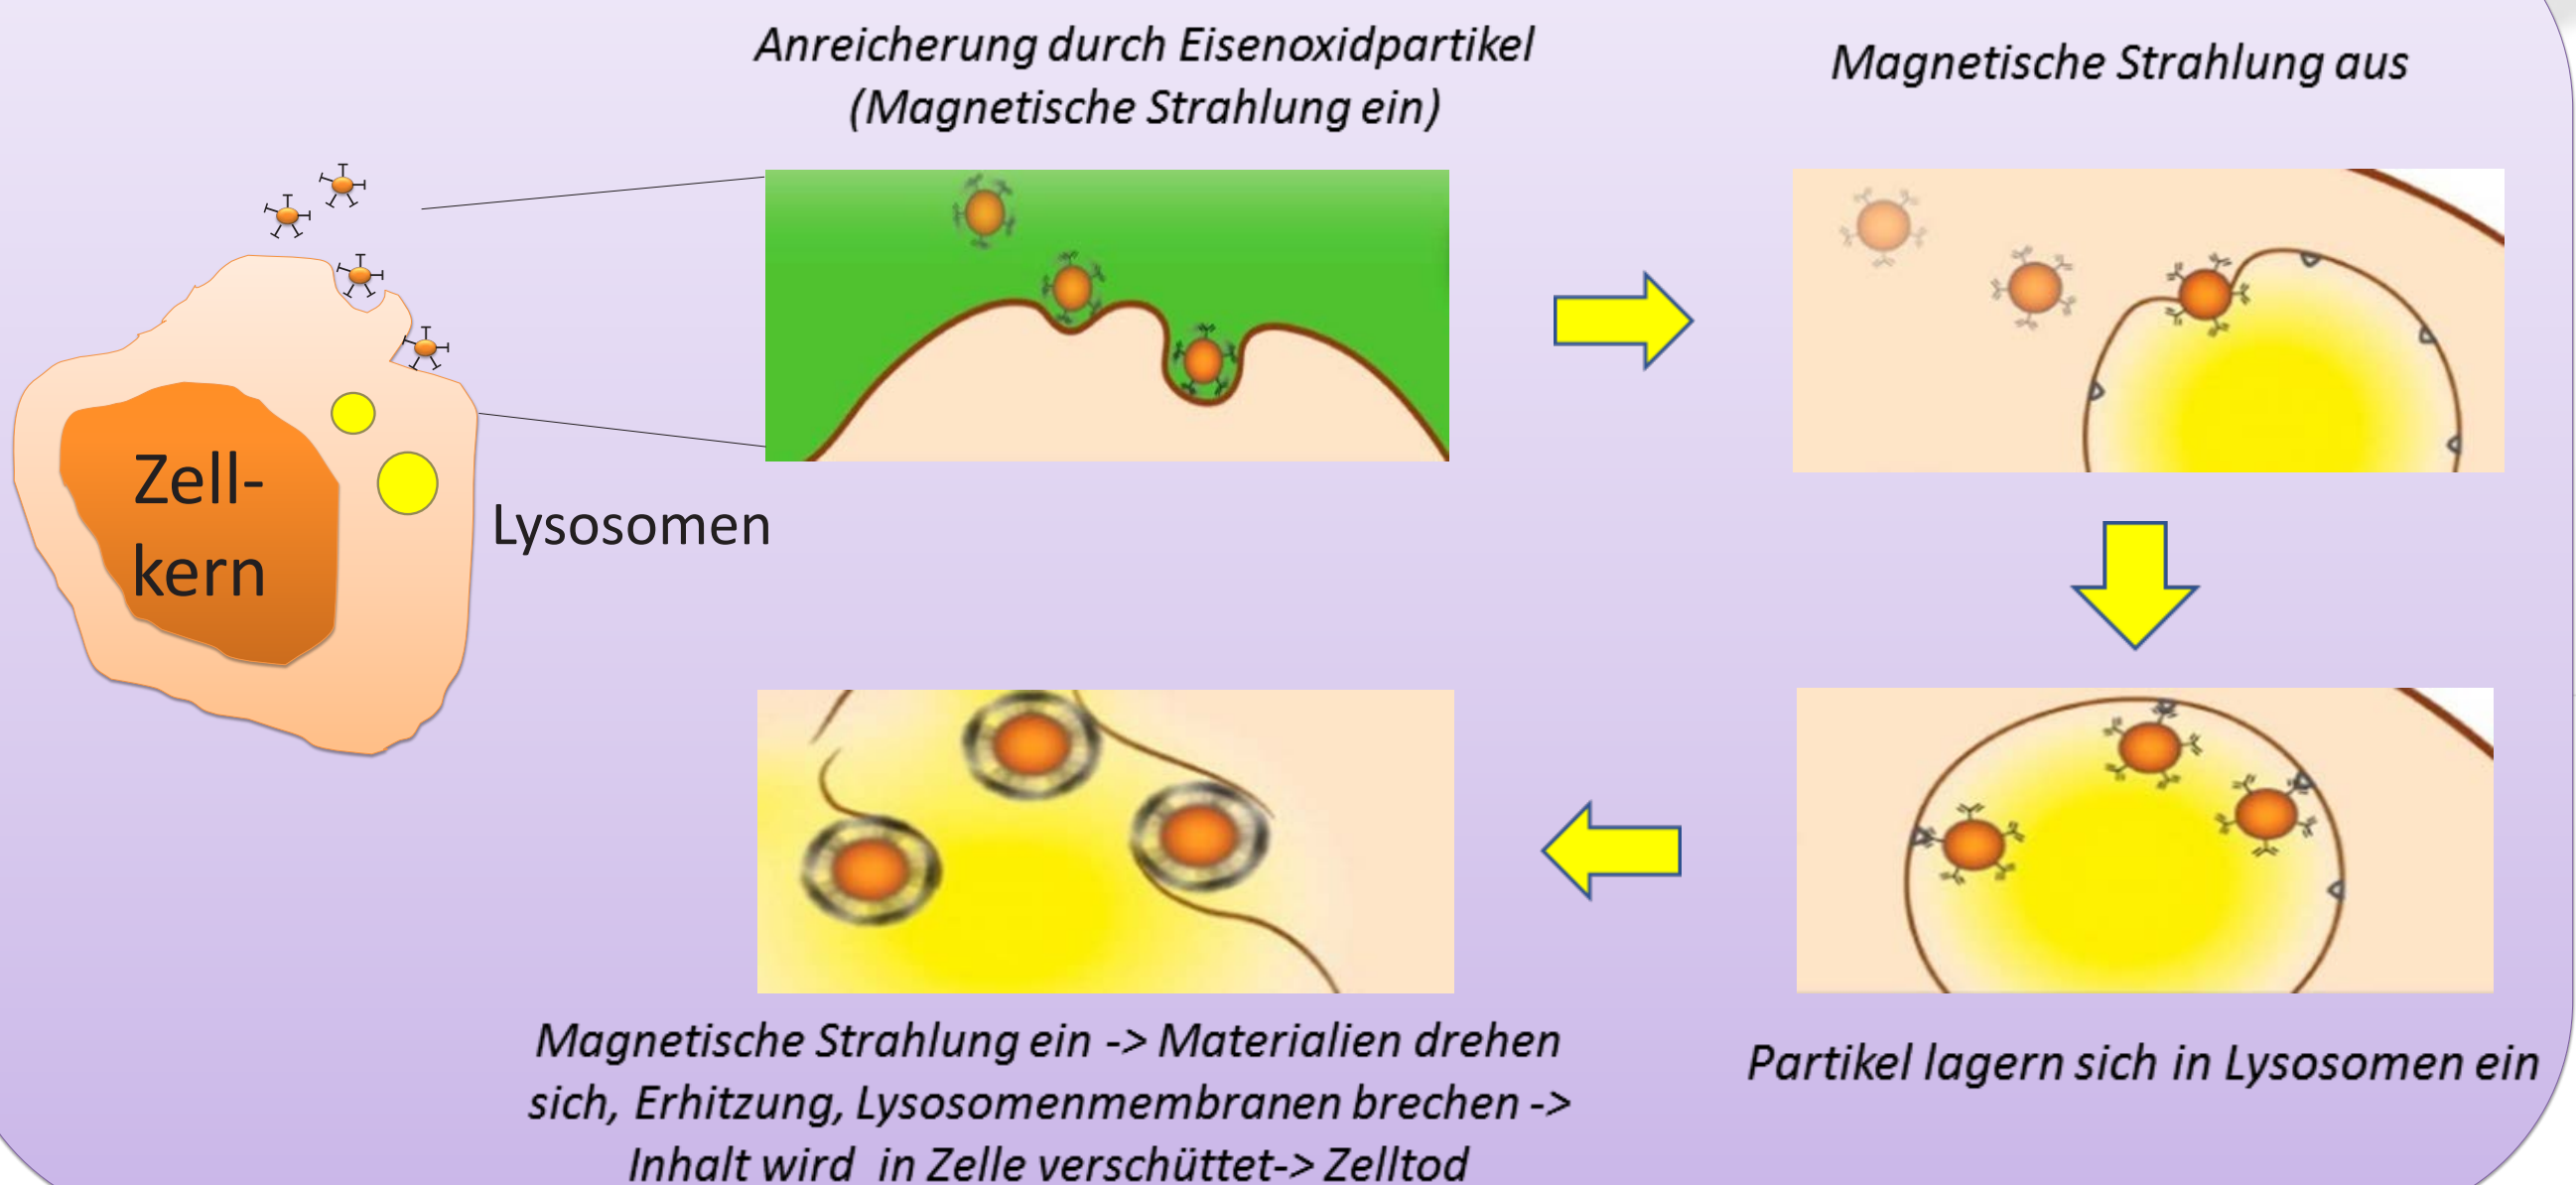 Anreicherung durch Eisenoxidpartikel
(Magnetische Strahlung ein)
Magnetische Strahlung aus
Zell-
kern
Lysosomen
Magnetische Strahlung ein -> Materialien drehen
sich, Erhitzung, Lysosomenmembranen brechen ->
Inhalt wird in Zelle verschüttet-> Zelltod
Partikel lagern sich in Lysosomen ein